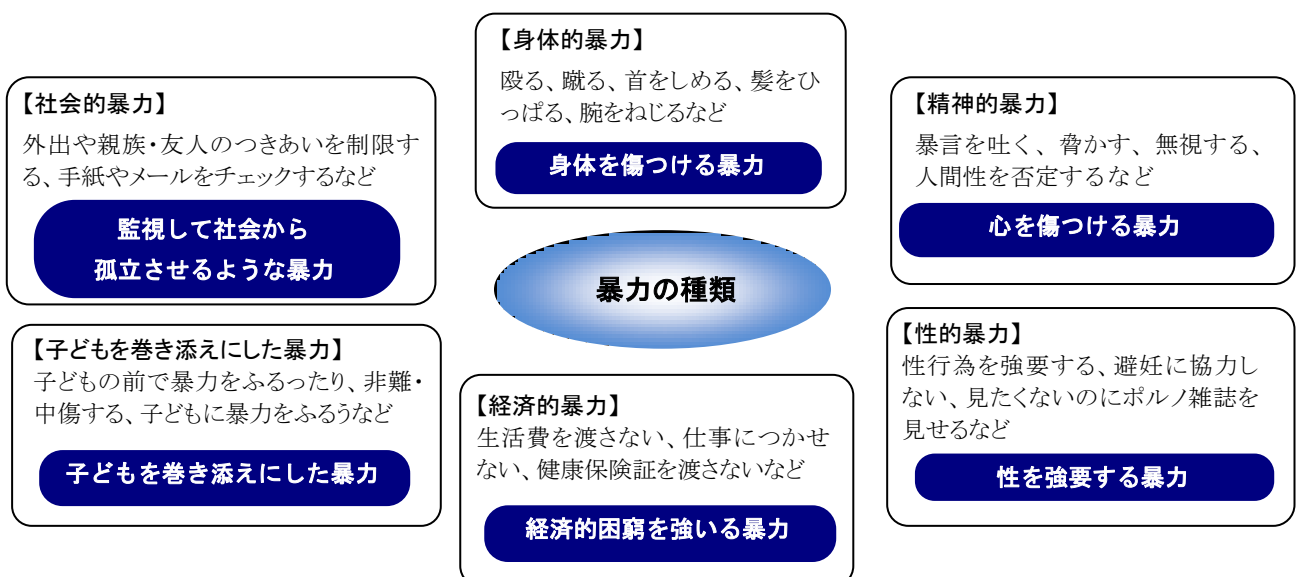 【身体的暴力】
殴る、蹴る、首をしめる、髪をひ
っぱる、腕をねじるなど
身体を傷つける暴力
【社会的暴力】
外出や親族・友人のつきあいを制限す
る、手紙やメールをチェックするなど
監視して社会から
孤立させるような暴力
【精神的暴力】
暴言を吐く、脅かす、無視する、
人間性を否定するなど
心を傷つける暴力
暴力の種類
【子どもを巻き添えにした暴力】
子どもの前で暴力をふるったり、非難・
中傷する、子どもに暴力をふるうなど
子どもを巻き添えにした暴力
【経済的暴力】
生活費を渡さない、仕事につかせ
ない、健康保険証を渡さないなど
経済的困窮を強いる暴力
【性的暴力】
性行為を強要する、避妊に協力し
ない、見たくないのにポルノ雑誌を
見せるなど
性を強要する暴力